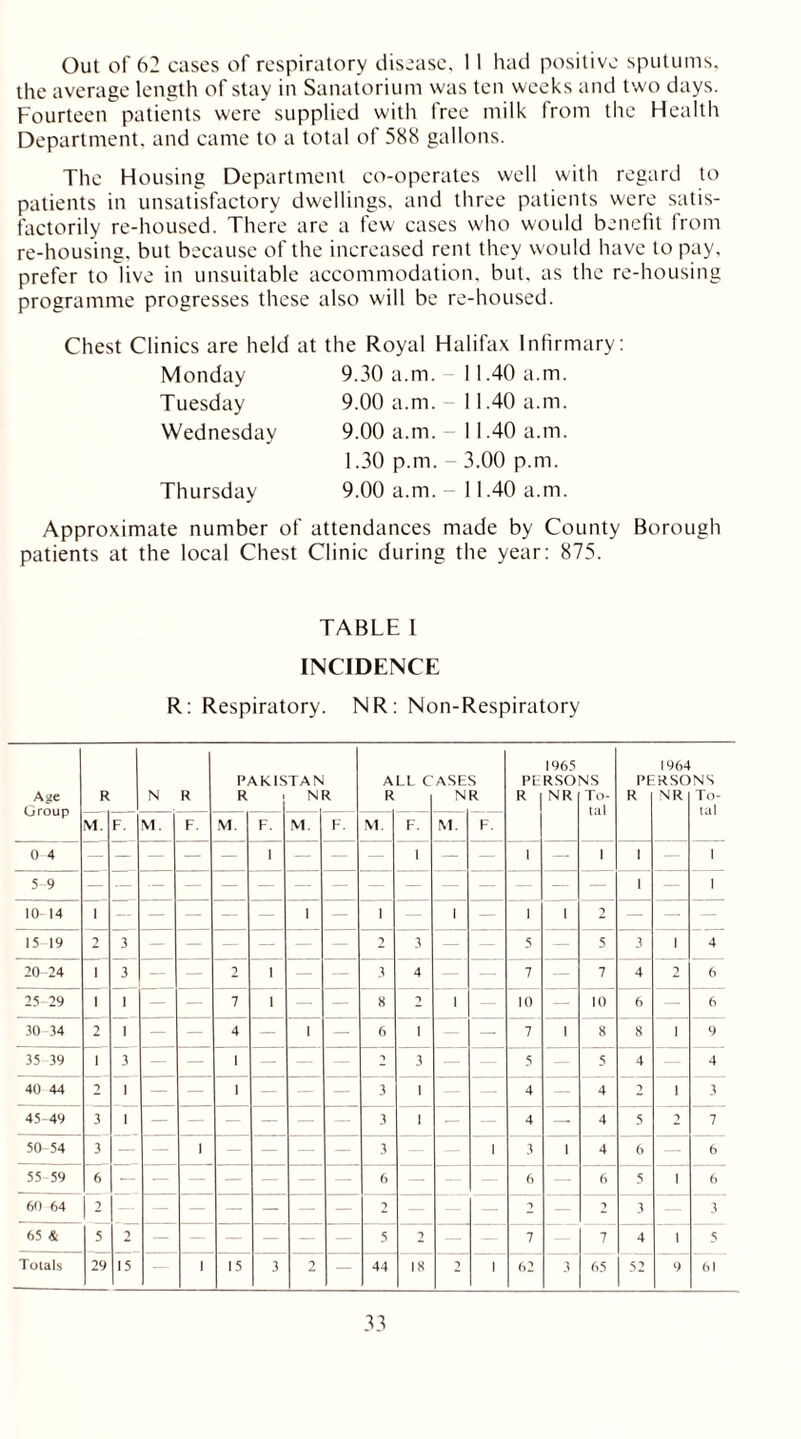 Out of 62 cases of respiratory disease, 11 had positive sputums,
the average length of stay in Sanatorium was ten weeks and two days.
Fourteen patients were supplied with free milk from the Health
Department, and came to a total of 588 gallons.
The Housing Department co-operates well with regard to
patients in unsatisfactory dwellings, and three patients were satis-
factorily re-housed. There are a few cases who would benefit from
re-housing, but because of the increased rent they would have to pay,
prefer to live in unsuitable accommodation, but, as the re-housing
programme progresses these also will be re-housed.
Chest Clinics are held at the Royal Halifax Infirmary:
Monday 9.30 a.m. - 11.40 a.m.
Tuesday 9.00 a.m. - 11.40 a.m.
Wednesday 9.00 a.m. - 11.40 a.m.
1.30 p.m. - 3.00 p.m.
Thursday 9.00 a.m. - 11.40 a.m.
Approximate number of attendances made by County Borough
patients at the local Chest Clinic during the year: 875.
TABLE I
INCIDENCE
R: Respiratory. NR: Non-Respiratory
Age Group | R | N R | PAKISTAN R | NR | ALL CASES R | NR | 1965 PERSONS R | NR | To-tal | 1964 PERSONS R | NR | To-tal
M. | F. | M. | F. | M. | F. | M. | F. | M. | F. | M. | F.
0-4 | — | — | — | — | — | 1 | — | — | — | 1 | — | — | 1 | — | 1 | 1 | — | 1
5-9 | — | — | — | — | — | — | — | — | — | — | — | — | — | — | — | 1 | — | 1
10-14 | 1 | — | — | — | — | — | 1 | — | 1 | — | 1 | — | 1 | 1 | 2 | — | — | —
15-19 | 2 | 3 | — | — | — | — | — | — | 2 | 3 | — | — | 5 | — | 5 | 3 | 1 | 4
20-24 | 1 | 3 | — | — | 2 | 1 | — | — | 3 | 4 | — | — | 7 | — | 7 | 4 | 2 | 6
25-29 | 1 | 1 | — | — | 7 | 1 | — | — | 8 | 2 | 1 | — | 10 | — | 10 | 6 | — | 6
30-34 | 2 | 1 | — | — | 4 | — | 1 | — | 6 | 1 | — | — | 7 | 1 | 8 | 8 | 1 | 9
35-39 | 1 | 3 | — | — | 1 | — | — | — | 2 | 3 | — | — | 5 | — | 5 | 4 | — | 4
40-44 | 2 | 1 | — | — | 1 | — | — | — | 3 | 1 | — | — | 4 | — | 4 | 2 | 1 | 3
45-49 | 3 | 1 | — | — | — | — | — | — | 3 | 1 | — | — | 4 | — | 4 | 5 | 2 | 7
50-54 | 3 | — | — | 1 | — | — | — | — | 3 | — | — | 1 | 3 | 1 | 4 | 6 | — | 6
55-59 | 6 | — | — | — | — | — | — | — | 6 | — | — | — | 6 | — | 6 | 5 | 1 | 6
60-64 | 2 | — | — | — | — | — | — | — | 2 | — | — | — | 2 | — | 2 | 3 | — | 3
65 & | 5 | 2 | — | — | — | — | — | — | 5 | 2 | — | — | 7 | — | 7 | 4 | 1 | 5
Totals | 29 | 15 | — | 1 | 15 | 3 | 2 | — | 44 | 18 | 2 | 1 | 62 | 3 | 65 | 52 | 9 | 61
33